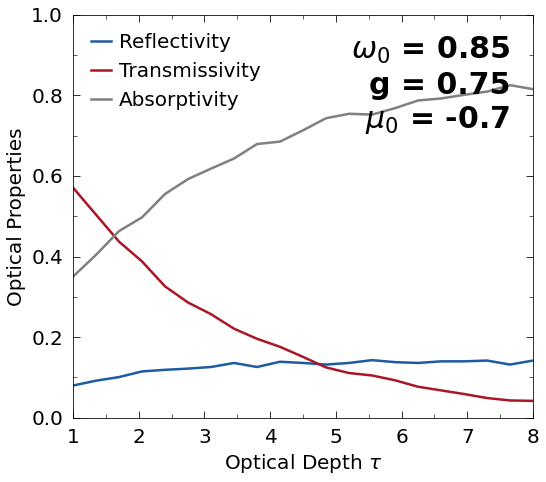 1.0
0.8
0.6
0.4
0.2
0.0
Optical Properties
Reflectivity
Transmissivity
Absorptivity
ω₀ = 0.85
g = 0.75
μ₀ = -0.7
1 2 3 4 5 6 7 8
Optical Depth τ